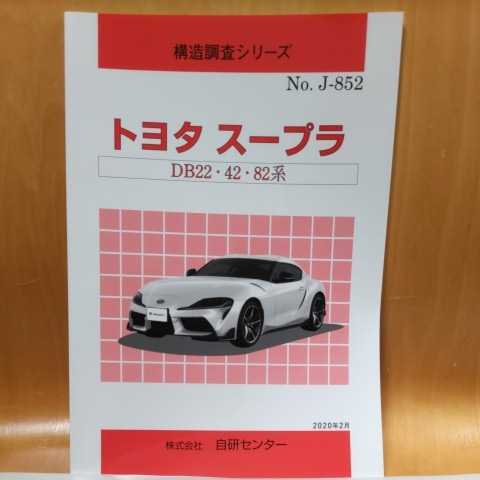 構造調査シリーズ
No. J-852
トヨタ スープラ
DB22・42・82系
2020年2月
株式会社 自研センター